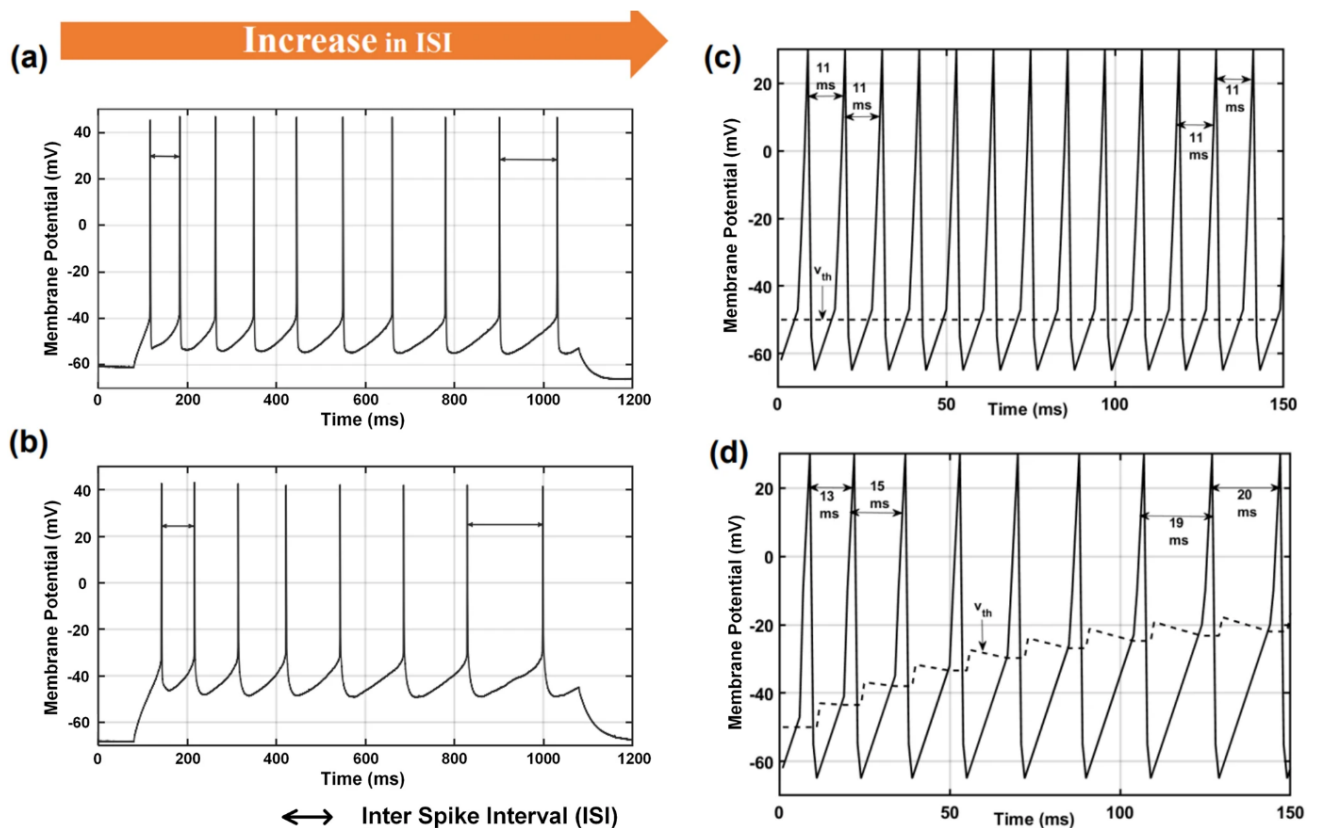 Increase in ISI
(a)
Membrane Potential (mV)
40
20
0
-20
-40
-60
0
200
400
600
800
1000
1200
Time (ms)
(b)
Membrane Potential (mV)
40
20
0
-20
-40
-60
0
200
400
600
800
1000
1200
Time (ms)
Inter Spike Interval (ISI)
(c)
Membrane Potential (mV)
20
0
-20
-40
-60
11
ms
11
ms
11
ms
11
ms
vth
0
50
100
150
Time (ms)
(d)
Membrane Potential (mV)
20
0
-20
-40
-60
13
ms
15
ms
19
ms
20
ms
vth
0
50
100
150
Time (ms)